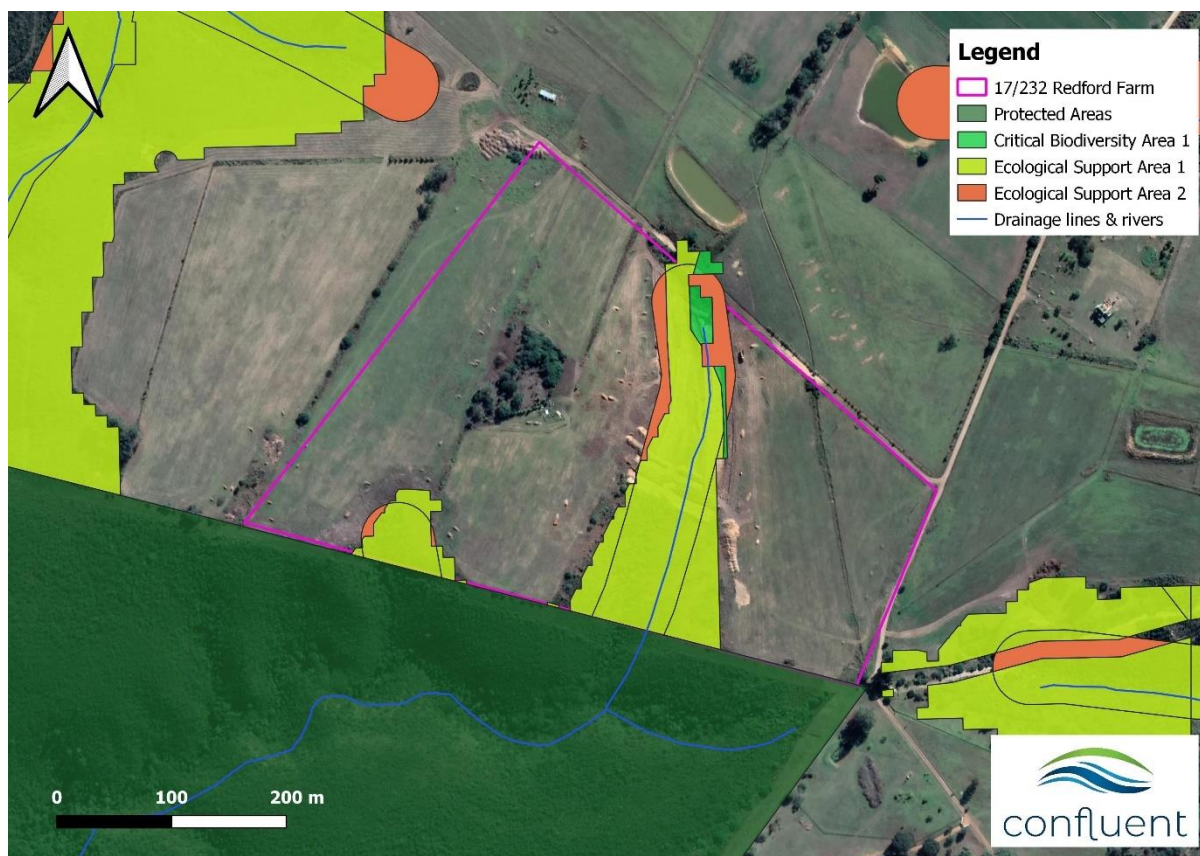 Legend
17/232 Redford Farm
Protected Areas
Critical Biodiversity Area 1
Ecological Support Area 1
Ecological Support Area 2
Drainage lines & rivers
0 100 200 m
confluent